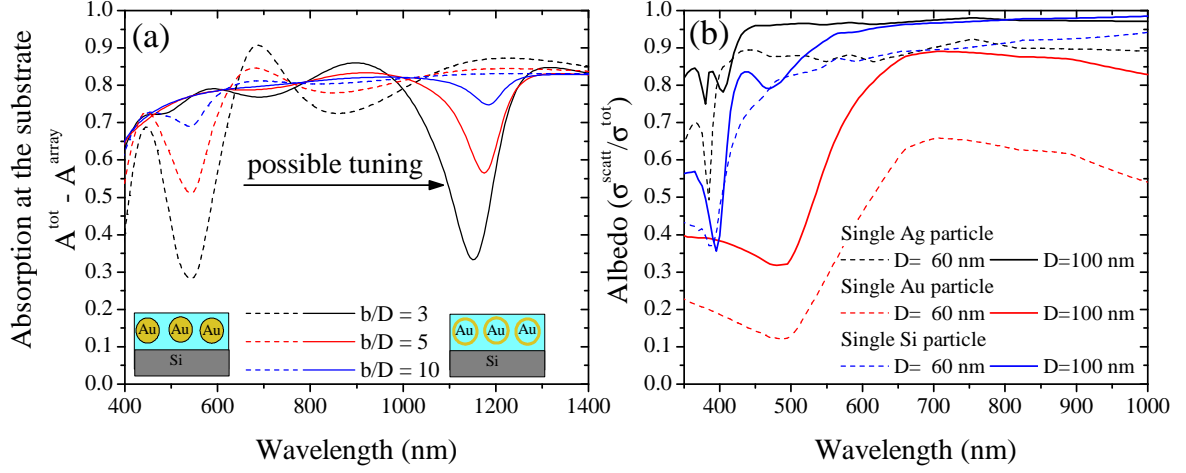 (a)
Absorption at the substrate
A^tot - A^array
1.0
0.9
0.8
0.7
0.6
0.5
0.4
0.3
0.2
0.1
0.0
possible tuning
Au Au Au
Si
b/D = 3
b/D = 5
b/D = 10
Au Au Au
Si
400 600 800 1000 1200 1400
Wavelength (nm)
(b)
Albedo (σ^scatt/σ^tot)
1.0
0.9
0.8
0.7
0.6
0.5
0.4
0.3
0.2
0.1
0.0
Single Ag particle
D= 60 nm D=100 nm
Single Au particle
D= 60 nm D=100 nm
Single Si particle
D= 60 nm D=100 nm
400 500 600 700 800 900 1000
Wavelength (nm)